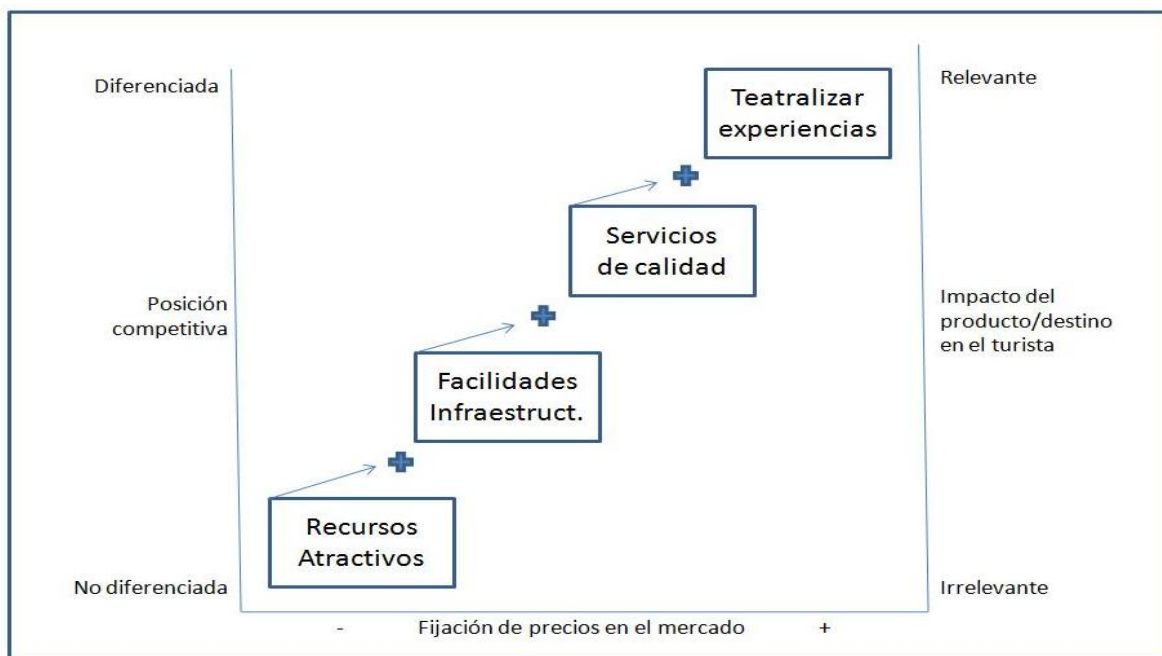 Diferenciada
Relevante
Teatralizar
experiencias
Servicios
de calidad
Posición
competitiva
Impacto del
producto/destino
en el turista
Facilidades
Infraestruct.
Recursos
Atractivos
No diferenciada
Irrelevante
- Fijación de precios en el mercado +